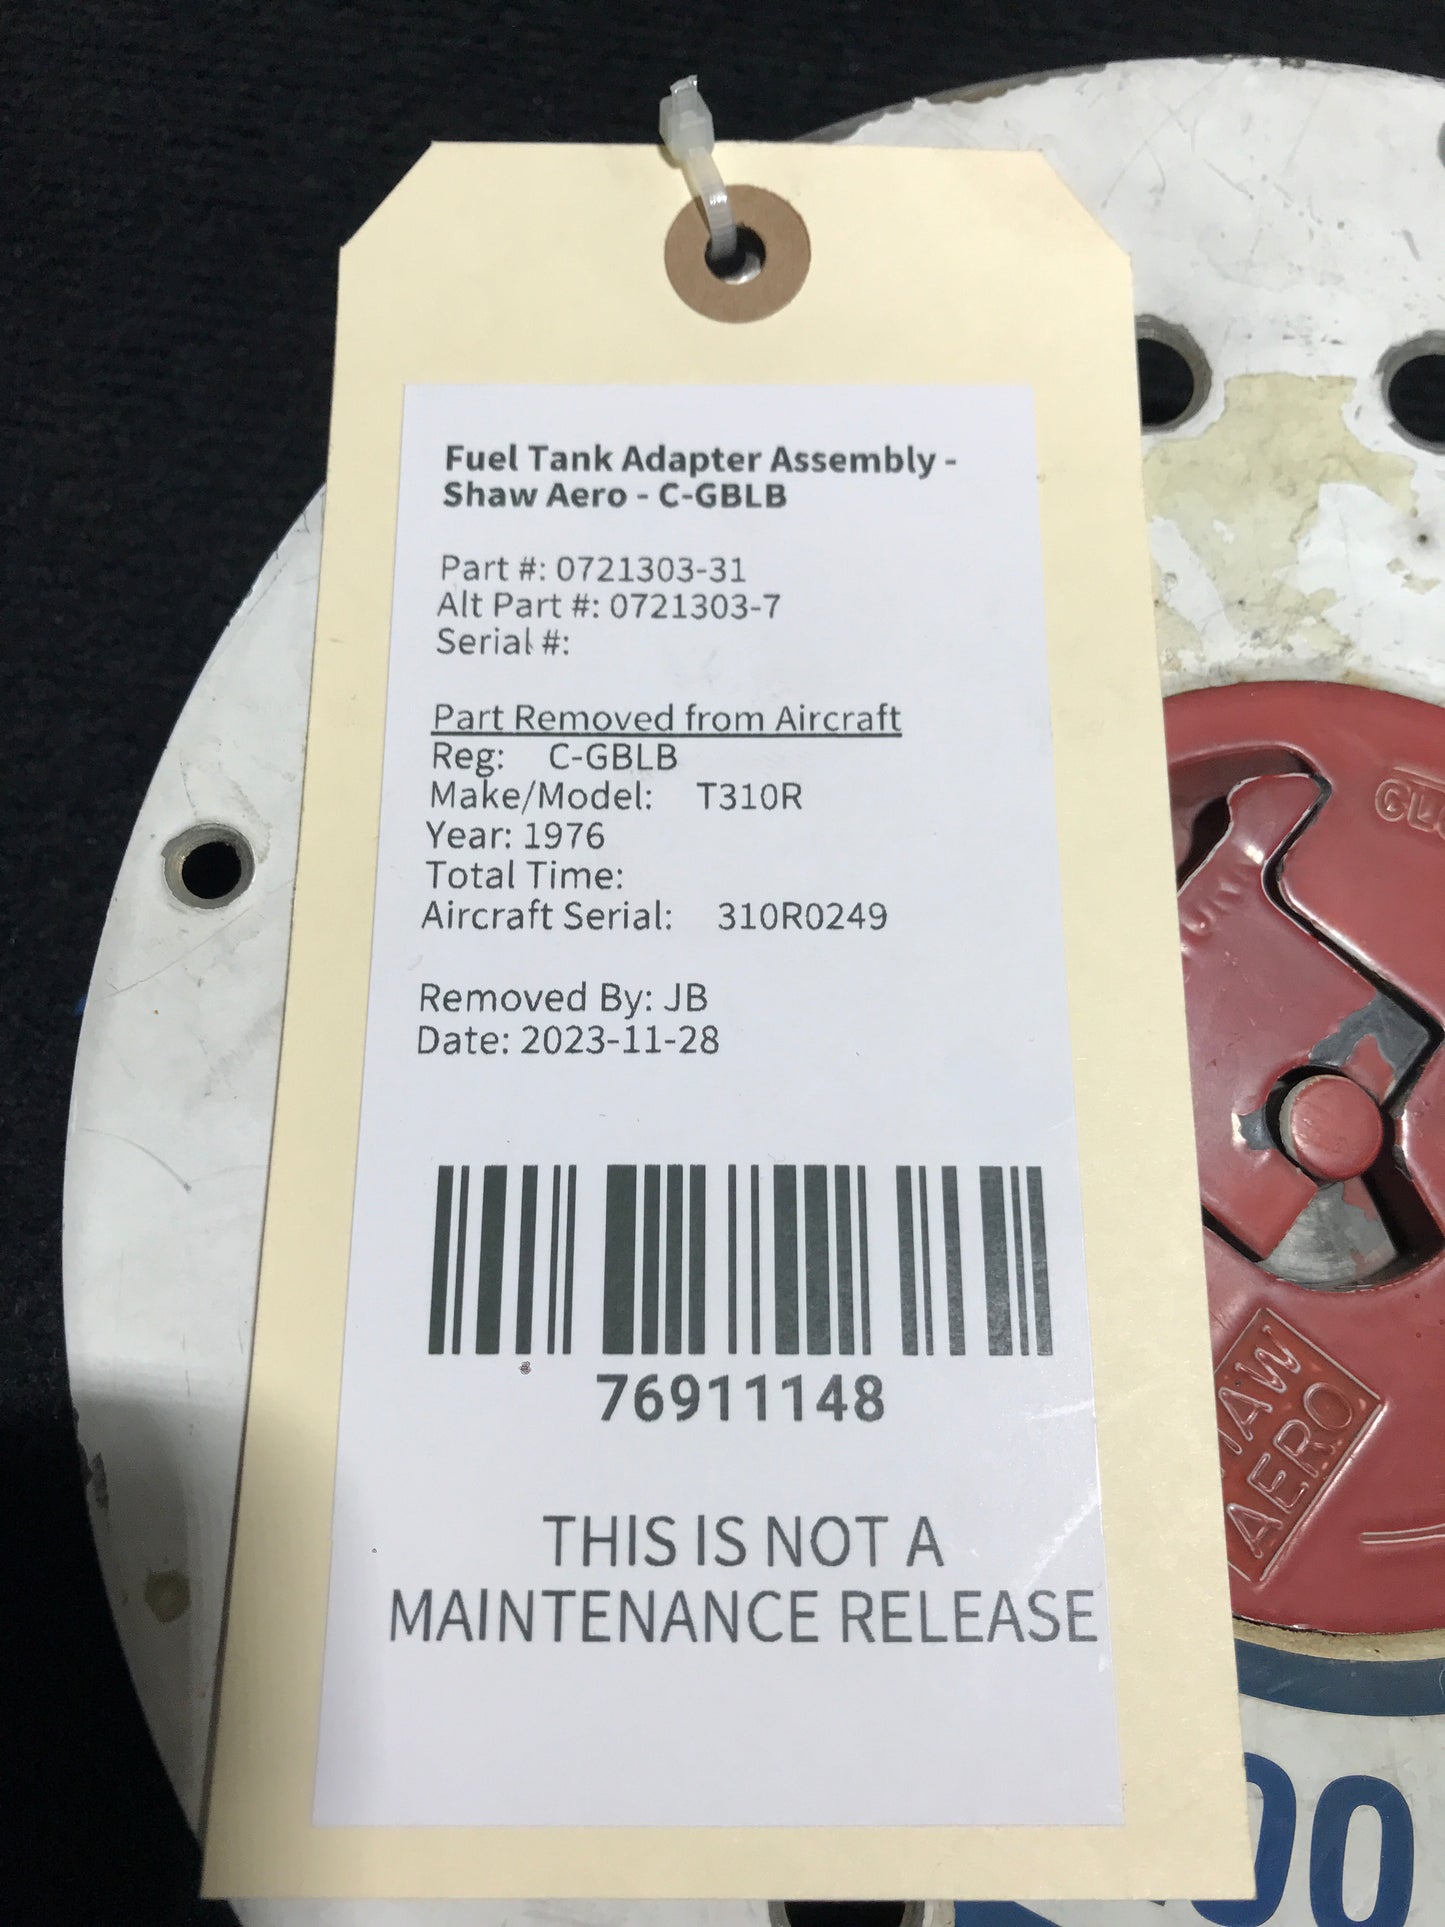 Fuel Tank Adapter Assembly -
Shaw Aero - C-GBLB
Part #: 0721303-31
Alt Part #: 0721303-7
Serial #:
Part Removed from Aircraft
Reg: C-GBLB
Make/Model: T310R
Year: 1976
Total Time:
Aircraft Serial: 310R0249
Removed By: JB
Date: 2023-11-28
76911148
THIS IS NOT A
MAINTENANCE RELEASE
AERO